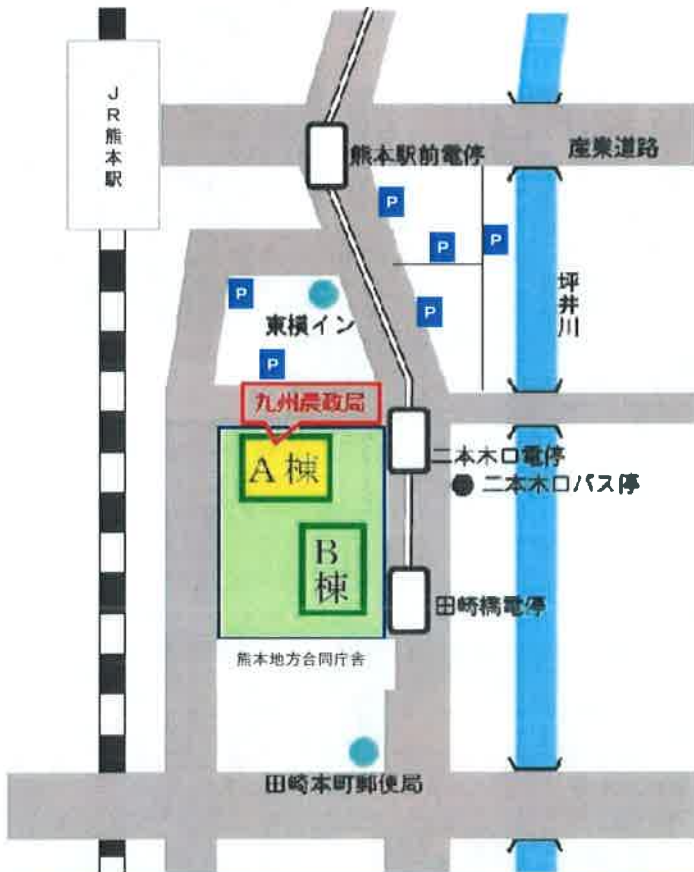 JR熊本駅
熊本駅前電停
産業道路
P
P
P
P
P
P
坪井川
東横イン
九州農政局
A棟
二本木口電停
二本木口バス停
B棟
田崎橋電停
熊本地方合同庁舎
田崎本町郵便局